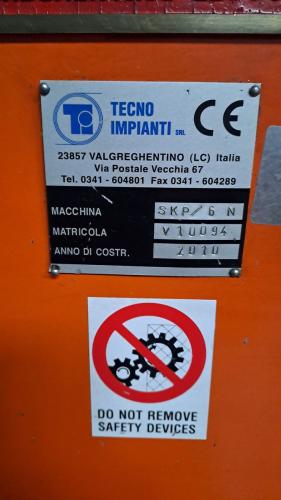 TECNO
IMPIANTI SRL
CE
23857 VALGREGHENTINO (LC) Italia
Via Postale Vecchia 67
Tel. 0341 - 604801 Fax 0341 - 604289
MACCHINA SKP/6 N
MATRICOLA V10094
ANNO DI COSTR. 2010
DO NOT REMOVE
SAFETY DEVICES